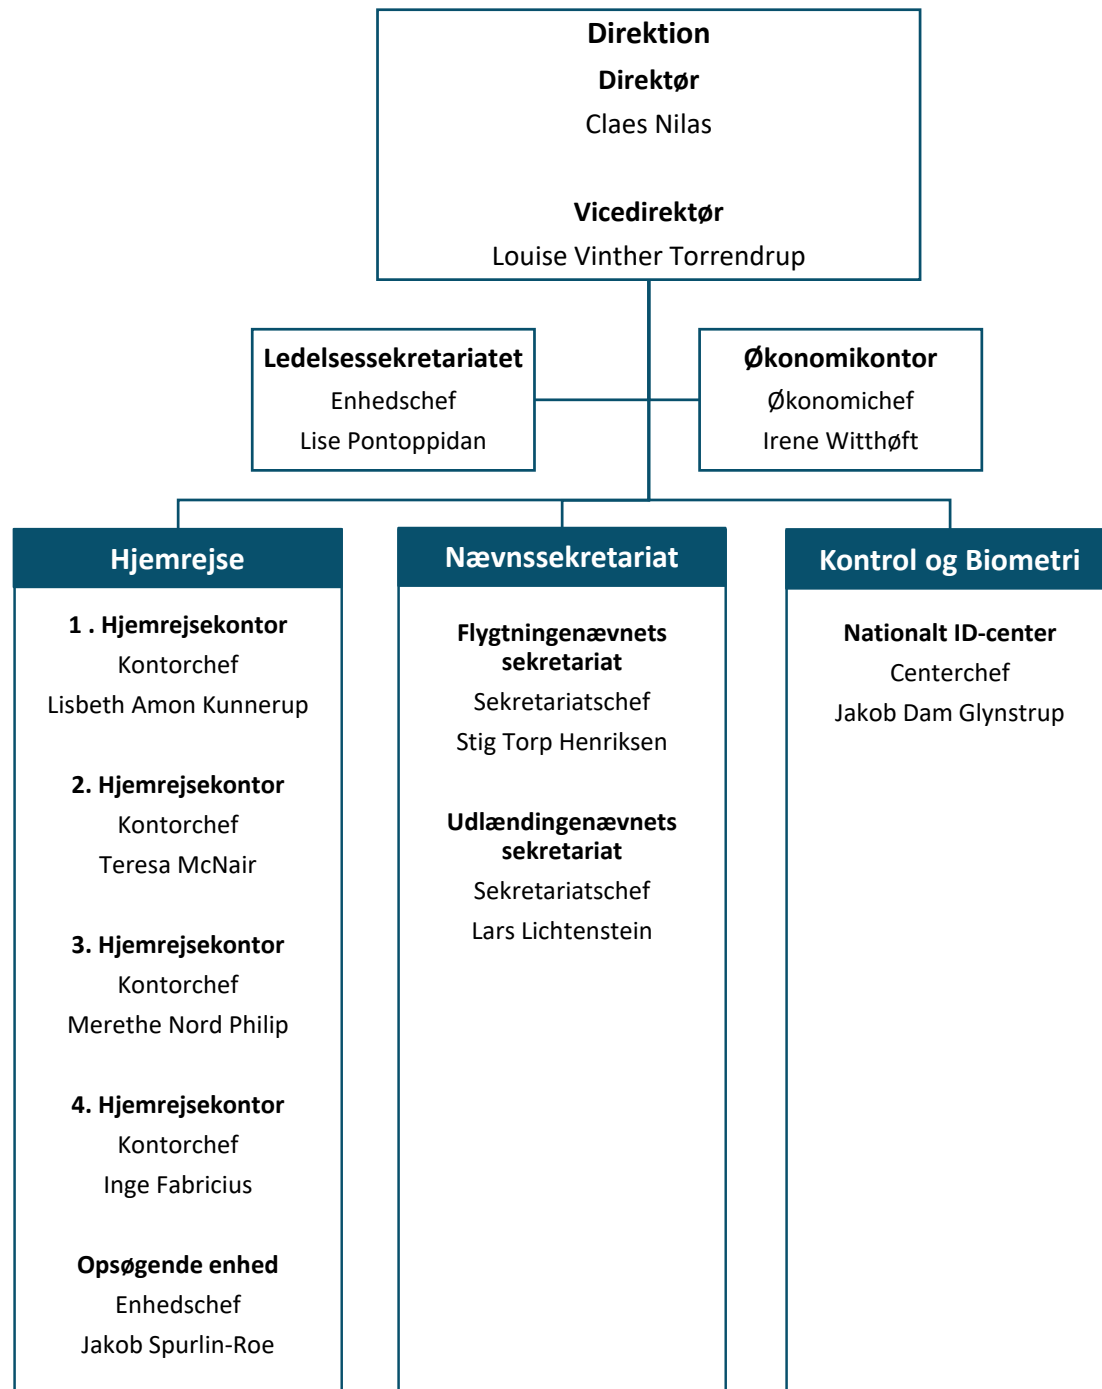 Direktion
Direktør
Claes Nilas
Vicedirektør
Louise Vinther Torrendrup
Ledelsessekretariatet
Enhedschef
Lise Pontoppidan
Økonomikontor
Økonomichef
Irene Witthøft
Hjemrejse
1 . Hjemrejsekontor
Kontorchef
Lisbeth Amon Kunnerup
2. Hjemrejsekontor
Kontorchef
Teresa McNair
3. Hjemrejsekontor
Kontorchef
Merethe Nord Philip
4. Hjemrejsekontor
Kontorchef
Inge Fabricius
Opsøgende enhed
Enhedschef
Jakob Spurlin-Roe
Nævnssekretariat
Flygtningenævnets
sekretariat
Sekretariatschef
Stig Torp Henriksen
Udlændingenævnets
sekretariat
Sekretariatschef
Lars Lichtenstein
Kontrol og Biometri
Nationalt ID-center
Centerchef
Jakob Dam Glynstrup